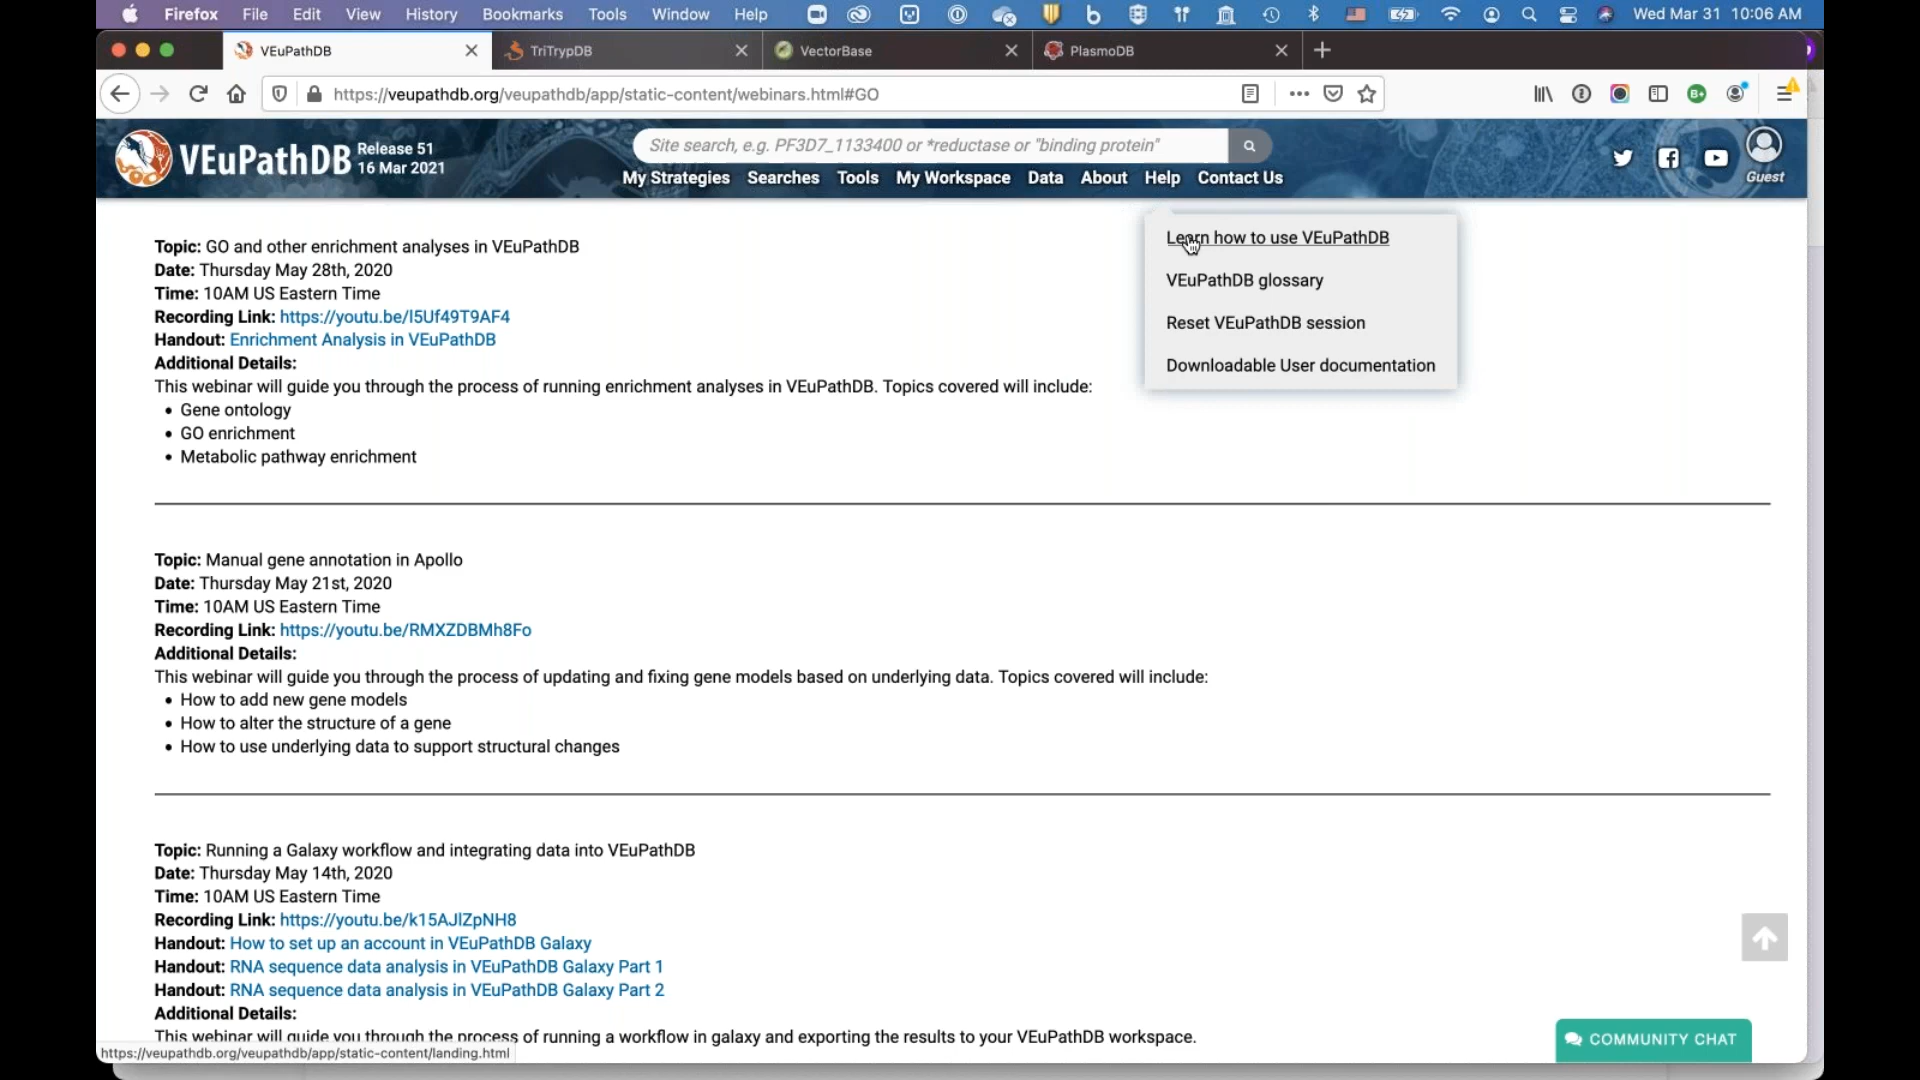 Firefox File Edit View History Bookmarks Tools Window Help Wed Mar 31 10:06 AM
VEuPathDB TriTrypDB VectorBase PlasmoDB
https://veupathdb.org/veupathdb/app/static-content/webinars.html#GO
VEuPathDB Release 51
16 Mar 2021
Site search, e.g. PF3D7_1133400 or *reductase or "binding protein"
My Strategies Searches Tools My Workspace Data About Help Contact Us
Guest
Learn how to use VEuPathDB
VEuPathDB glossary
Reset VEuPathDB session
Downloadable User documentation
Topic: GO and other enrichment analyses in VEuPathDB
Date: Thursday May 28th, 2020
Time: 10AM US Eastern Time
Recording Link: https://youtu.be/I5Uf49T9AF4
Handout: Enrichment Analysis in VEuPathDB
Additional Details:
This webinar will guide you through the process of running enrichment analyses in VEuPathDB. Topics covered will include:
• Gene ontology
• GO enrichment
• Metabolic pathway enrichment
Topic: Manual gene annotation in Apollo
Date: Thursday May 21st, 2020
Time: 10AM US Eastern Time
Recording Link: https://youtu.be/RMXZDBMh8Fo
Additional Details:
This webinar will guide you through the process of updating and fixing gene models based on underlying data. Topics covered will include:
• How to add new gene models
• How to alter the structure of a gene
• How to use underlying data to support structural changes
Topic: Running a Galaxy workflow and integrating data into VEuPathDB
Date: Thursday May 14th, 2020
Time: 10AM US Eastern Time
Recording Link: https://youtu.be/k15AJlZpNH8
Handout: How to set up an account in VEuPathDB Galaxy
Handout: RNA sequence data analysis in VEuPathDB Galaxy Part 1
Handout: RNA sequence data analysis in VEuPathDB Galaxy Part 2
Additional Details:
This webinar will guide you through the process of running a workflow in galaxy and exporting the results to your VEuPathDB workspace.
https://veupathdb.org/veupathdb/app/static-content/landing.html
COMMUNITY CHAT